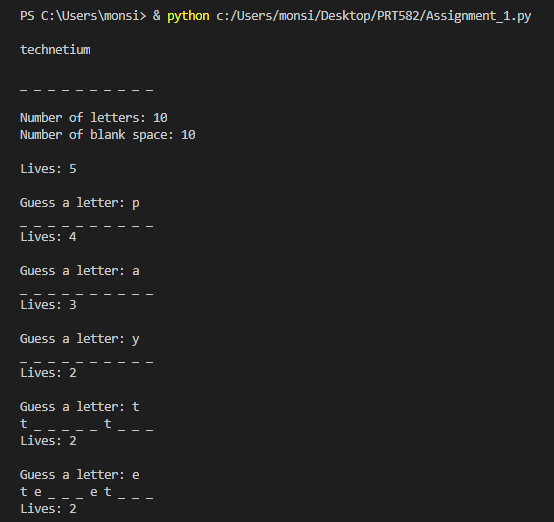 PS C:\Users\monsi> & python c:/Users/monsi/Desktop/PRT582/Assignment_1.py
technetium
_ _ _ _ _ _ _ _ _ _
Number of letters: 10
Number of blank space: 10
Lives: 5
Guess a letter: p
_ _ _ _ _ _ _ _ _ _
Lives: 4
Guess a letter: a
_ _ _ _ _ _ _ _ _ _
Lives: 3
Guess a letter: y
_ _ _ _ _ _ _ _ _ _
Lives: 2
Guess a letter: t
t _ _ _ _ _ t _ _ _
Lives: 2
Guess a letter: e
t e _ _ _ e t _ _ _
Lives: 2